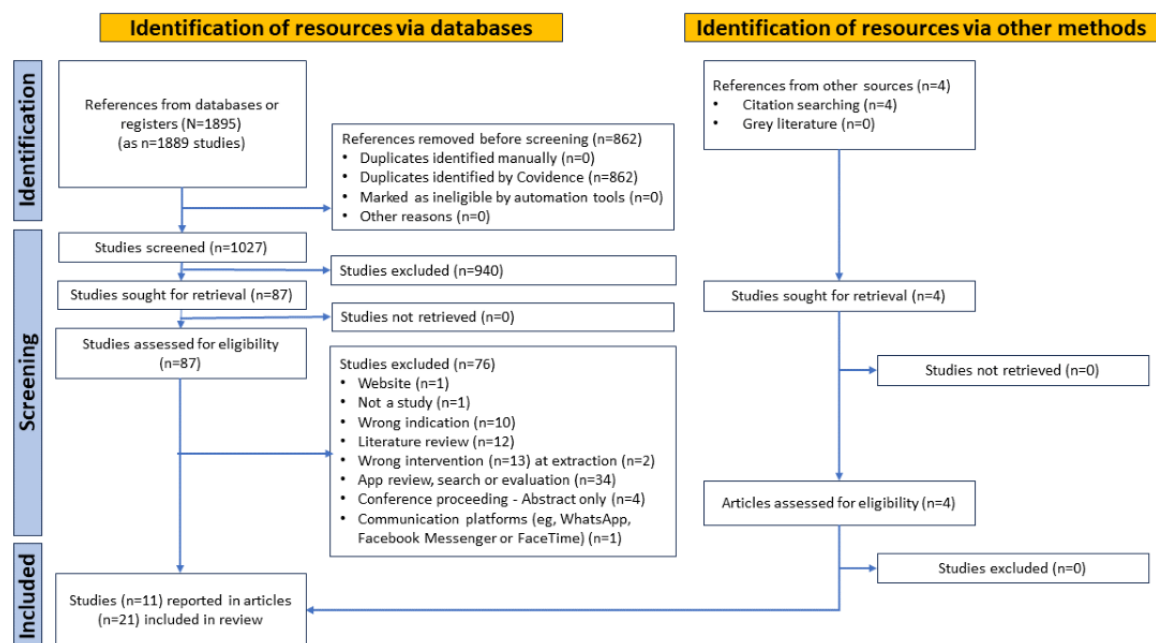 Identification of resources via databases
Identification of resources via other methods
Identification
References from databases or
registers (N=1895)
(as n=1889 studies)
References removed before screening (n=862)
• Duplicates identified manually (n=0)
• Duplicates identified by Covidence (n=862)
• Marked as ineligible by automation tools (n=0)
• Other reasons (n=0)
References from other sources (n=4)
• Citation searching (n=4)
• Grey literature (n=0)
Screening
Studies screened (n=1027)
Studies excluded (n=940)
Studies sought for retrieval (n=87)
Studies not retrieved (n=0)
Studies assessed for eligibility
(n=87)
Studies excluded (n=76)
• Website (n=1)
• Not a study (n=1)
• Wrong indication (n=10)
• Literature review (n=12)
• Wrong intervention (n=13) at extraction (n=2)
• App review, search or evaluation (n=34)
• Conference proceeding - Abstract only (n=4)
• Communication platforms (eg, WhatsApp,
Facebook Messenger or FaceTime) (n=1)
Studies sought for retrieval (n=4)
Studies not retrieved (n=0)
Articles assessed for eligibility (n=4)
Studies excluded (n=0)
Included
Studies (n=11) reported in articles
(n=21) included in review